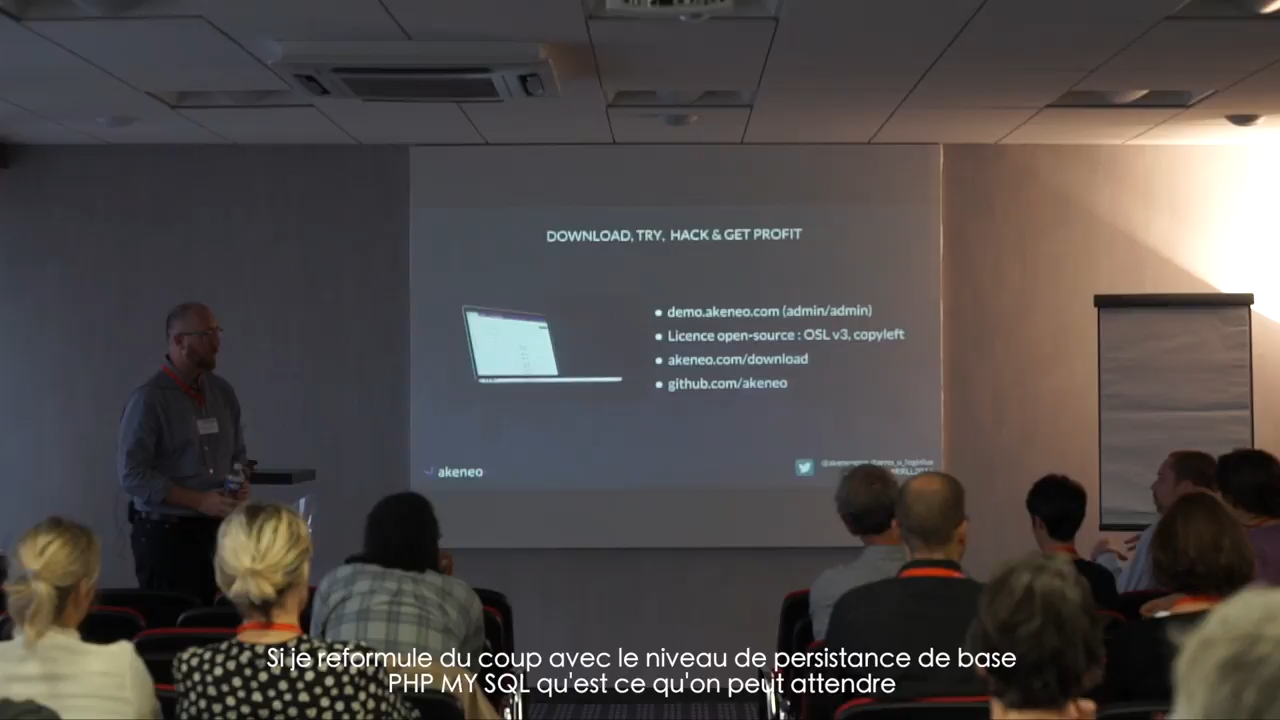 DOWNLOAD, TRY, HACK & GET PROFIT
demo.akeneo.com (admin/admin)
Licence open-source : OSL v3, copyleft
akeneo.com/download
github.com/akeneo
akeneo
Si je reformule du coup avec le niveau de persistance de base
PHP MY SQL qu'est ce qu'on peut attendre